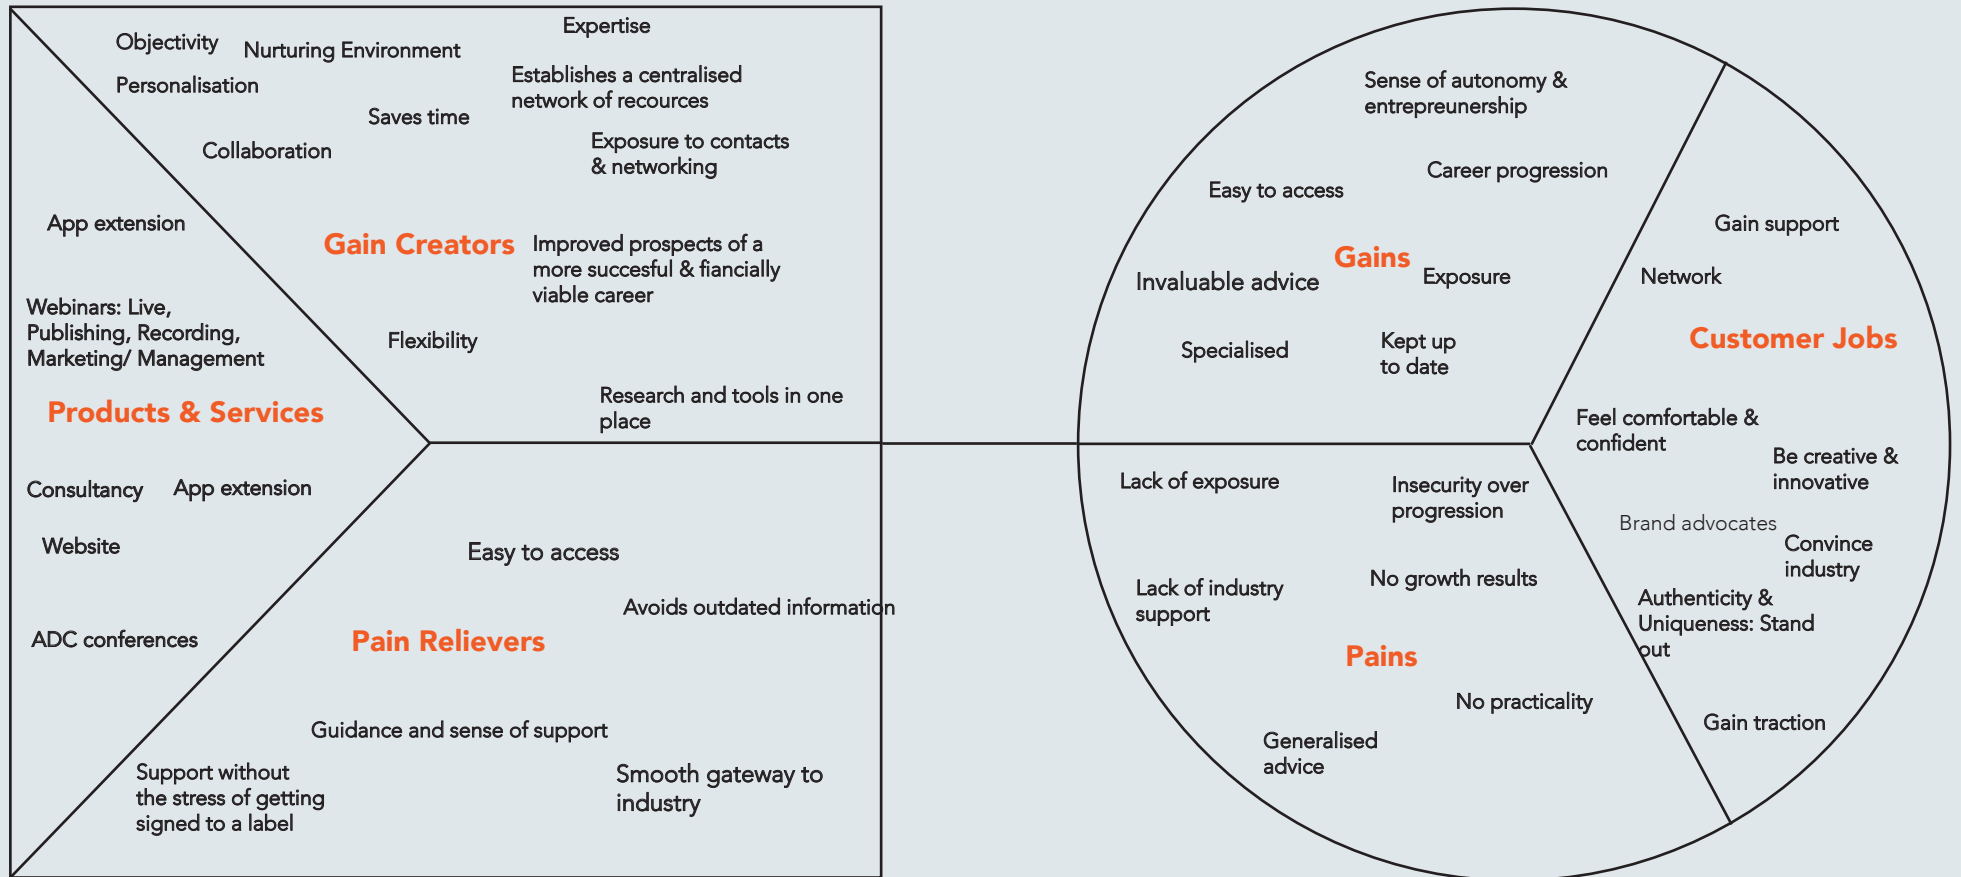 Objectivity
Nurturing Environment
Expertise
Personalisation
Establishes a centralised
network of recources
Saves time
Collaboration
Exposure to contacts
& networking
Gain Creators
Improved prospects of a
more succesful & fiancially
viable career
Flexibility
Research and tools in one
place
App extension
Webinars: Live,
Publishing, Recording,
Marketing/ Management
Products & Services
Consultancy
App extension
Website
ADC conferences
Easy to access
Avoids outdated information
Pain Relievers
Guidance and sense of support
Support without
the stress of getting
signed to a label
Smooth gateway to
industry
Sense of autonomy &
entrepreunership
Career progression
Easy to access
Gains
Invaluable advice
Exposure
Specialised
Kept up
to date
Gain support
Network
Customer Jobs
Feel comfortable &
confident
Be creative &
innovative
Brand advocates
Convince
industry
Authenticity &
Uniqueness: Stand
out
Gain traction
Lack of exposure
Insecurity over
progression
Lack of industry
support
No growth results
Pains
No practicality
Generalised
advice